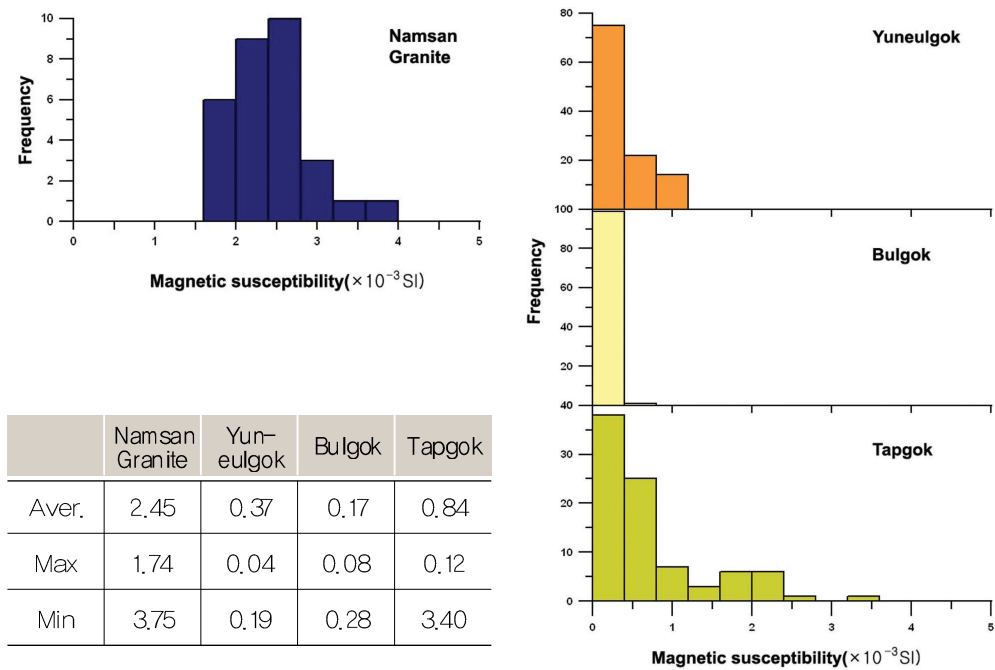 Namsan
Granite
Frequency
10
8
6
4
2
0
0 1 2 3 4 5
Magnetic susceptibility(×10⁻³SI)
Namsan Granite Yun-eulgok Bulgok Tapgok
Aver. 2.45 0.37 0.17 0.84
Max 1.74 0.04 0.08 0.12
Min 3.75 0.19 0.28 3.40
Yuneulgok
80
60
40
20
Bulgok
Frequency
100
80
60
40
20
Tapgok
40
30
20
10
0
0 1 2 3 4 5
Magnetic susceptibility(×10⁻³SI)